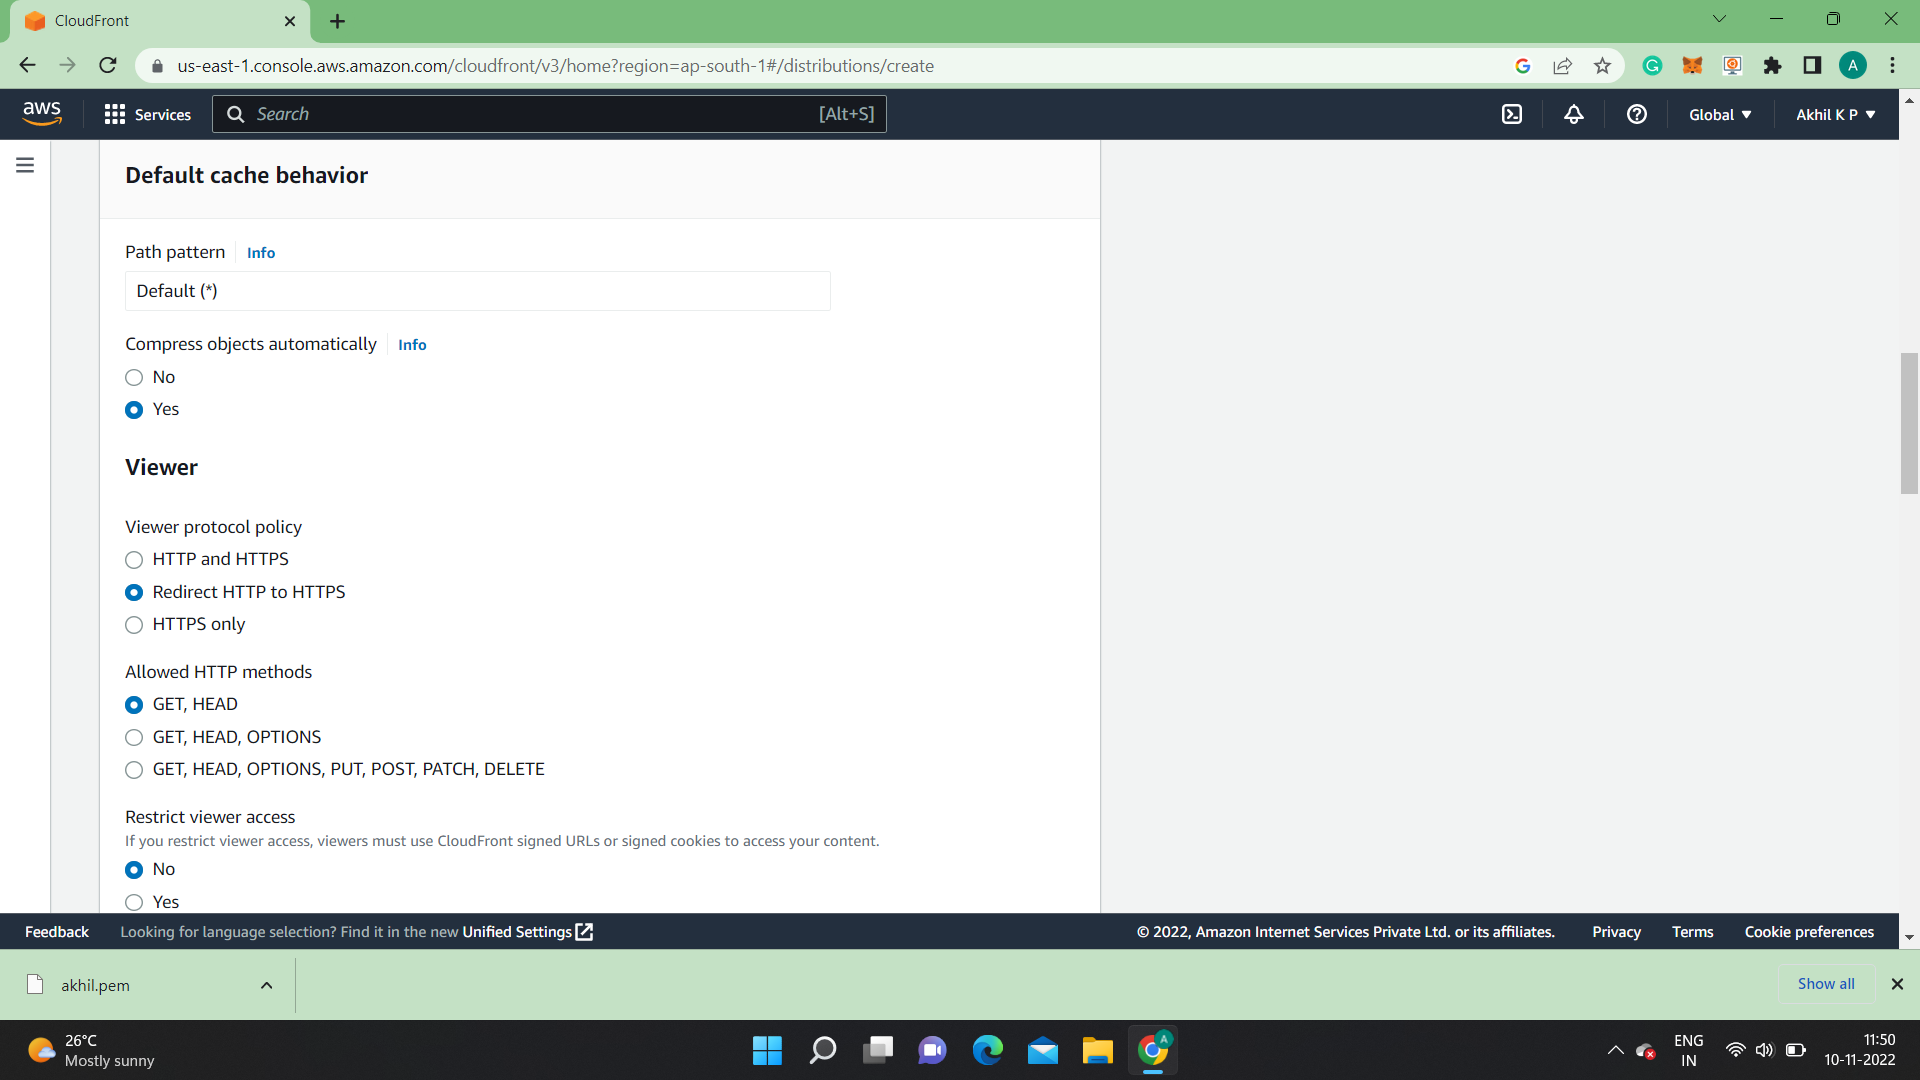 CloudFront
us-east-1.console.aws.amazon.com/cloudfront/v3/home?region=ap-south-1#/distributions/create
A
aws
Services
Search
[Alt+S]
Global
Akhil K P
Default cache behavior
Path pattern
Info
Default (*)
Compress objects automatically
Info
No
Yes
Viewer
Viewer protocol policy
HTTP and HTTPS
Redirect HTTP to HTTPS
HTTPS only
Allowed HTTP methods
GET, HEAD
GET, HEAD, OPTIONS
GET, HEAD, OPTIONS, PUT, POST, PATCH, DELETE
Restrict viewer access
If you restrict viewer access, viewers must use CloudFront signed URLs or signed cookies to access your content.
No
Yes
Feedback
Looking for language selection? Find it in the new Unified Settings
© 2022, Amazon Internet Services Private Ltd. or its affiliates.
Privacy
Terms
Cookie preferences
akhil.pem
Show all
26°C
Mostly sunny
A
ENG
IN
11:50
10-11-2022